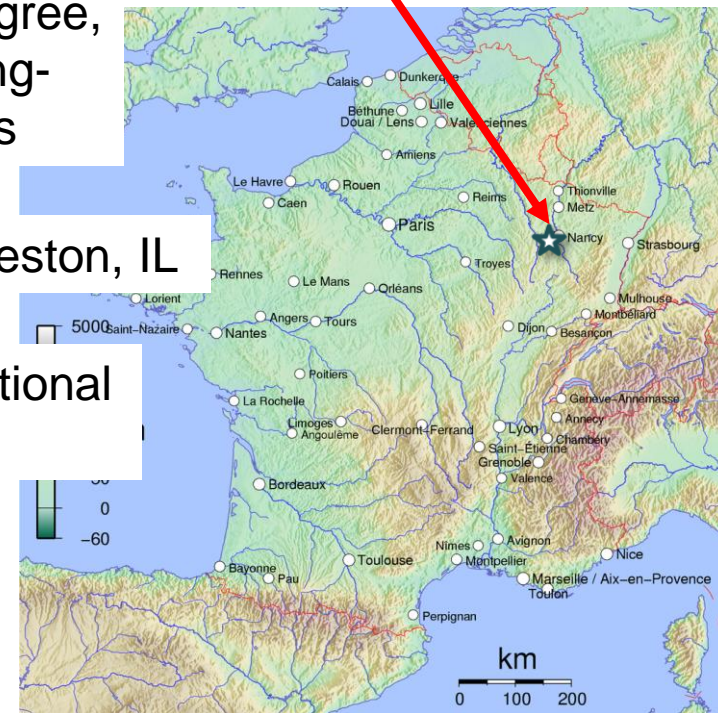 gree,
ng-
s
eston, IL
tional
Calais
Dunkerque
Béthune
Lille
Douai / Lens
Valenciennes
Amiens
Le Havre
Rouen
Caen
Reims
Thionville
Metz
Paris
Nancy
Strasbourg
Rennes
Le Mans
Orléans
Troyes
Lorient
Mulhouse
Montbéliard
5000
Saint-Nazaire
Angers
Tours
Nantes
Dijon
Besançon
Poitiers
La Rochelle
Genève-Annemasse
Limoges
Clermont-Ferrand
Lyon
Annecy
Angoulême
Chambéry
Saint-Étienne
Grenoble
Valence
50
Bordeaux
0
-60
Nîmes
Avignon
Nice
Bayonne
Toulouse
Montpellier
Pau
Marseille / Aix-en-Provence
Toulon
Perpignan
km
0 100 200